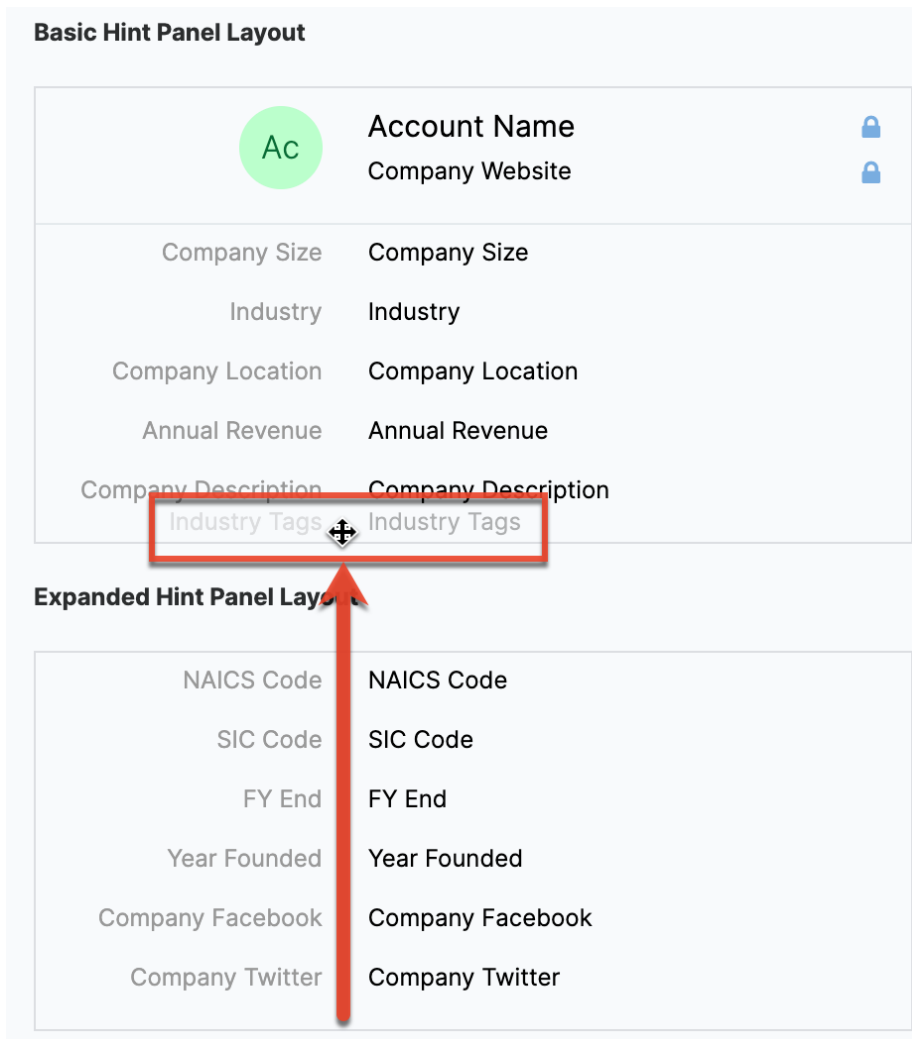 Basic Hint Panel Layout
Ac
Account Name
Company Website
Company Size Company Size
Industry Industry
Company Location Company Location
Annual Revenue Annual Revenue
Company Description Company Description
Industry Tags Industry Tags
Expanded Hint Panel Layout
NAICS Code NAICS Code
SIC Code SIC Code
FY End FY End
Year Founded Year Founded
Company Facebook Company Facebook
Company Twitter Company Twitter